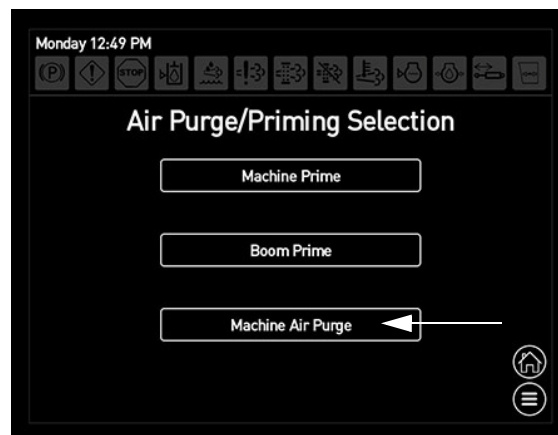 Monday 12:49 PM
(P) STOP
Air Purge/Priming Selection
Machine Prime
Boom Prime
Machine Air Purge